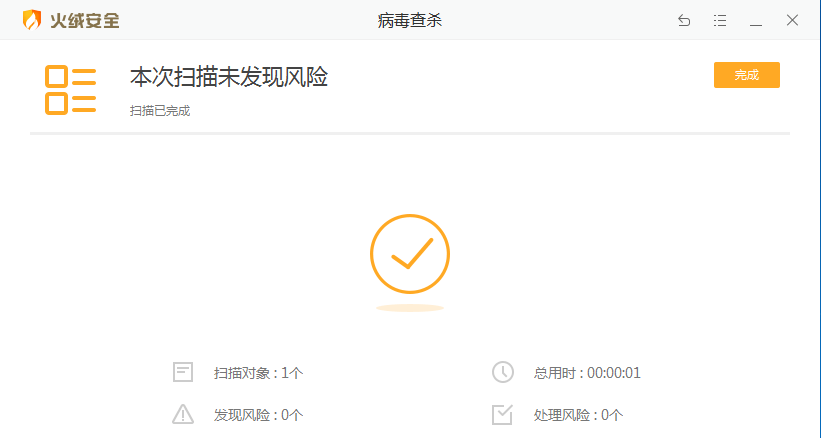 火绒安全
病毒查杀
本次扫描未发现风险
完成
扫描已完成
扫描对象 : 1个
总用时 : 00:00:01
发现风险 : 0个
处理风险 : 0个